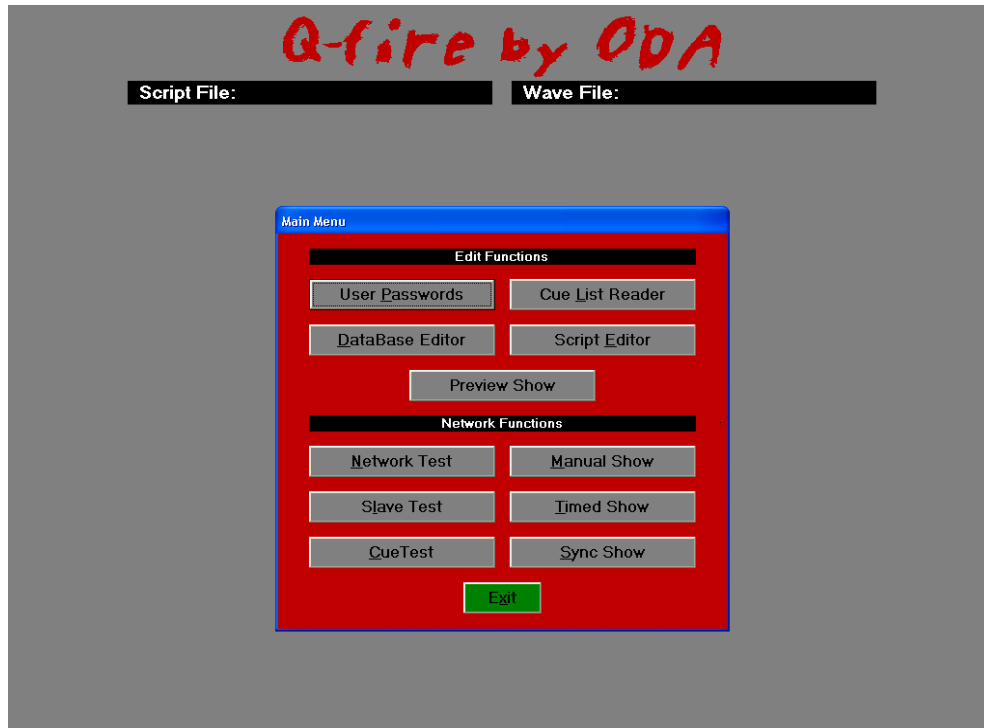 Q-fire by ODA
Script File: Wave File:
Main Menu
Edit Functions
User Passwords Cue List Reader
DataBase Editor Script Editor
Preview Show
Network Functions
Network Test Manual Show
Slave Test Timed Show
CueTest Sync Show
Exit